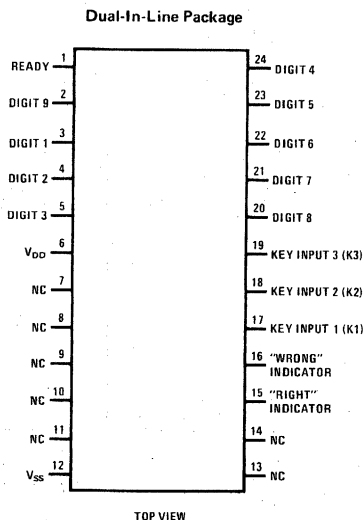 Dual-In-Line Package
READY 1
DIGIT 9 2
DIGIT 1 3
DIGIT 2 4
DIGIT 3 5
VDD 6
NC 7
NC 8
NC 9
NC 10
NC 11
VSS 12
24 DIGIT 4
23 DIGIT 5
22 DIGIT 6
21 DIGIT 7
20 DIGIT 8
19 KEY INPUT 3 (K3)
18 KEY INPUT 2 (K2)
17 KEY INPUT 1 (K1)
16 "WRONG"
INDICATOR
15 "RIGHT"
INDICATOR
14 NC
13 NC
TOP VIEW